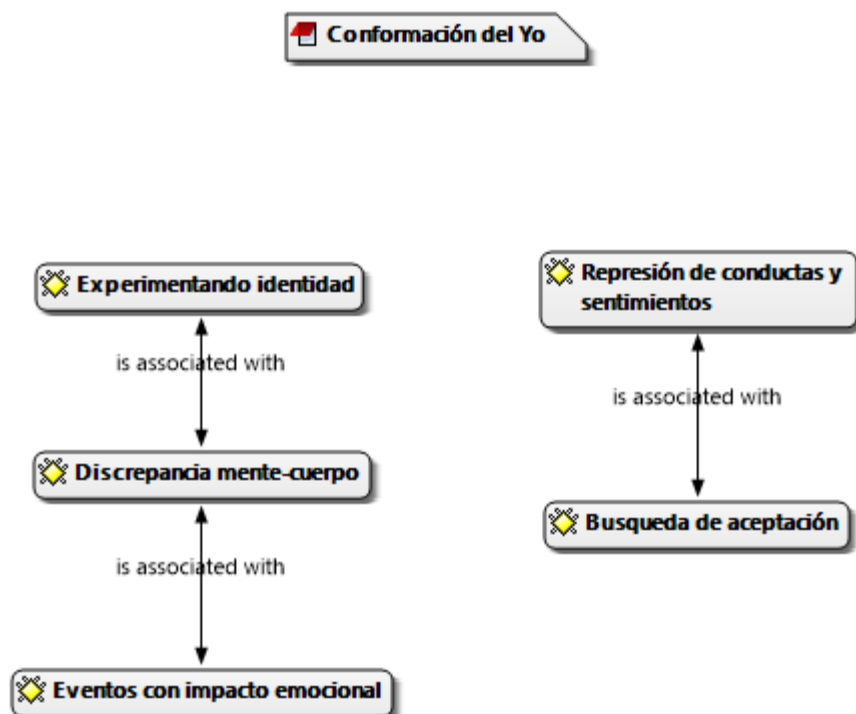 Conformación del Yo
Experimentando identidad
is associated with
Discrepancia mente-cuerpo
is associated with
Eventos con impacto emocional
Represión de conductas y
sentimientos
is associated with
Busqueda de aceptación